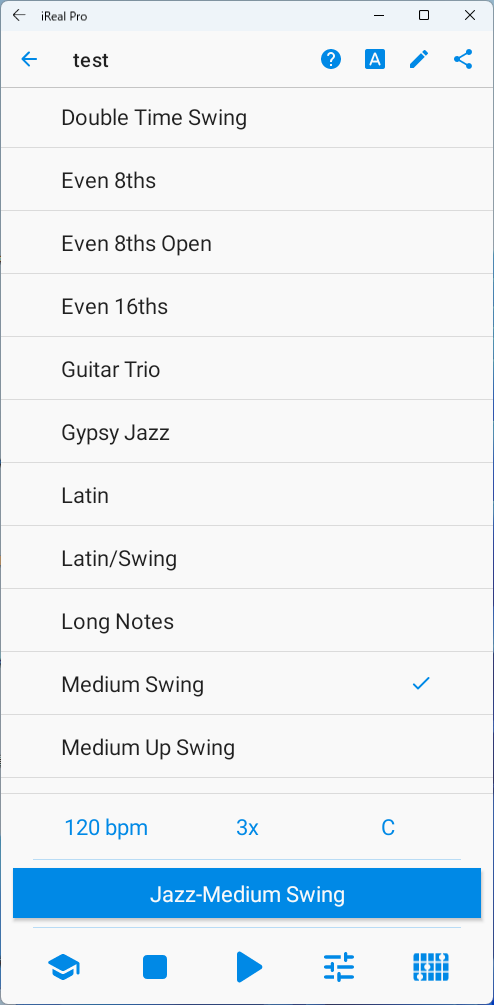 iReal Pro
test
A
Double Time Swing
Even 8ths
Even 8ths Open
Even 16ths
Guitar Trio
Gypsy Jazz
Latin
Latin/Swing
Long Notes
Medium Swing
Medium Up Swing
120 bpm 3x C
Jazz-Medium Swing